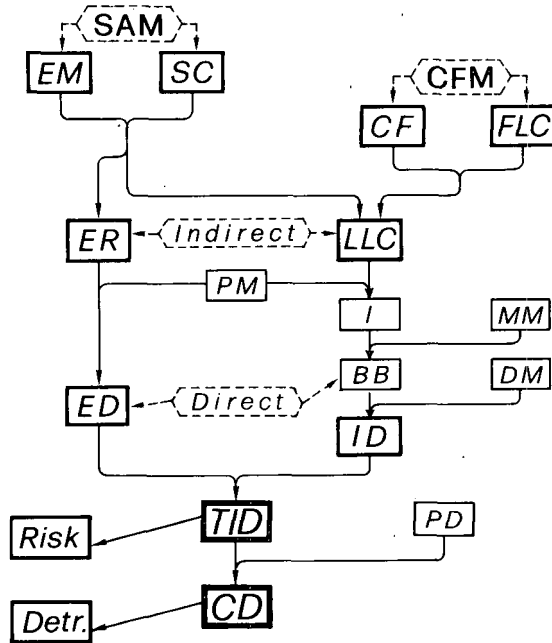 SAM
EM SC
CFM
CF FLC
ER Indirect LLC
PM
I MM
BB DM
ED Direct
ID
TID PD
Risk
CD
Detr.